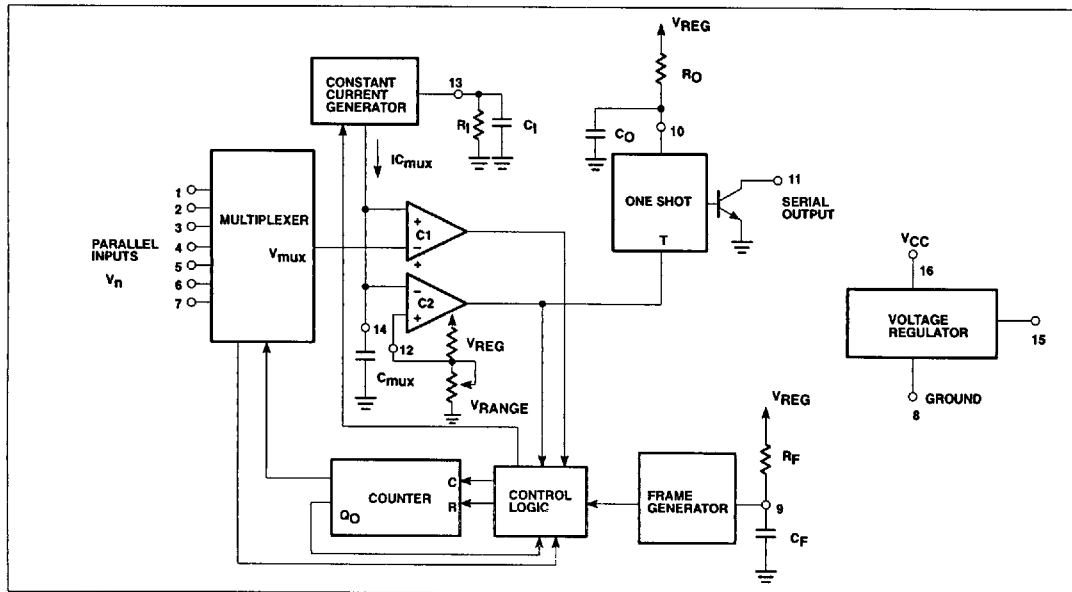 VREG
RO
CO
10
CONSTANT
CURRENT
GENERATOR
13
RI
CI
ICmux
ONE SHOT
T
11
SERIAL
OUTPUT
MULTIPLEXER
Vmux
PARALLEL
INPUTS
Vn
1
2
3
4
5
6
7
+
C1
−
+
−
C2
+
14
12
Cmux
VREG
VRANGE
VCC
16
VOLTAGE
REGULATOR
15
8
GROUND
COUNTER
QO
C
R
CONTROL
LOGIC
FRAME
GENERATOR
VREG
RF
9
CF